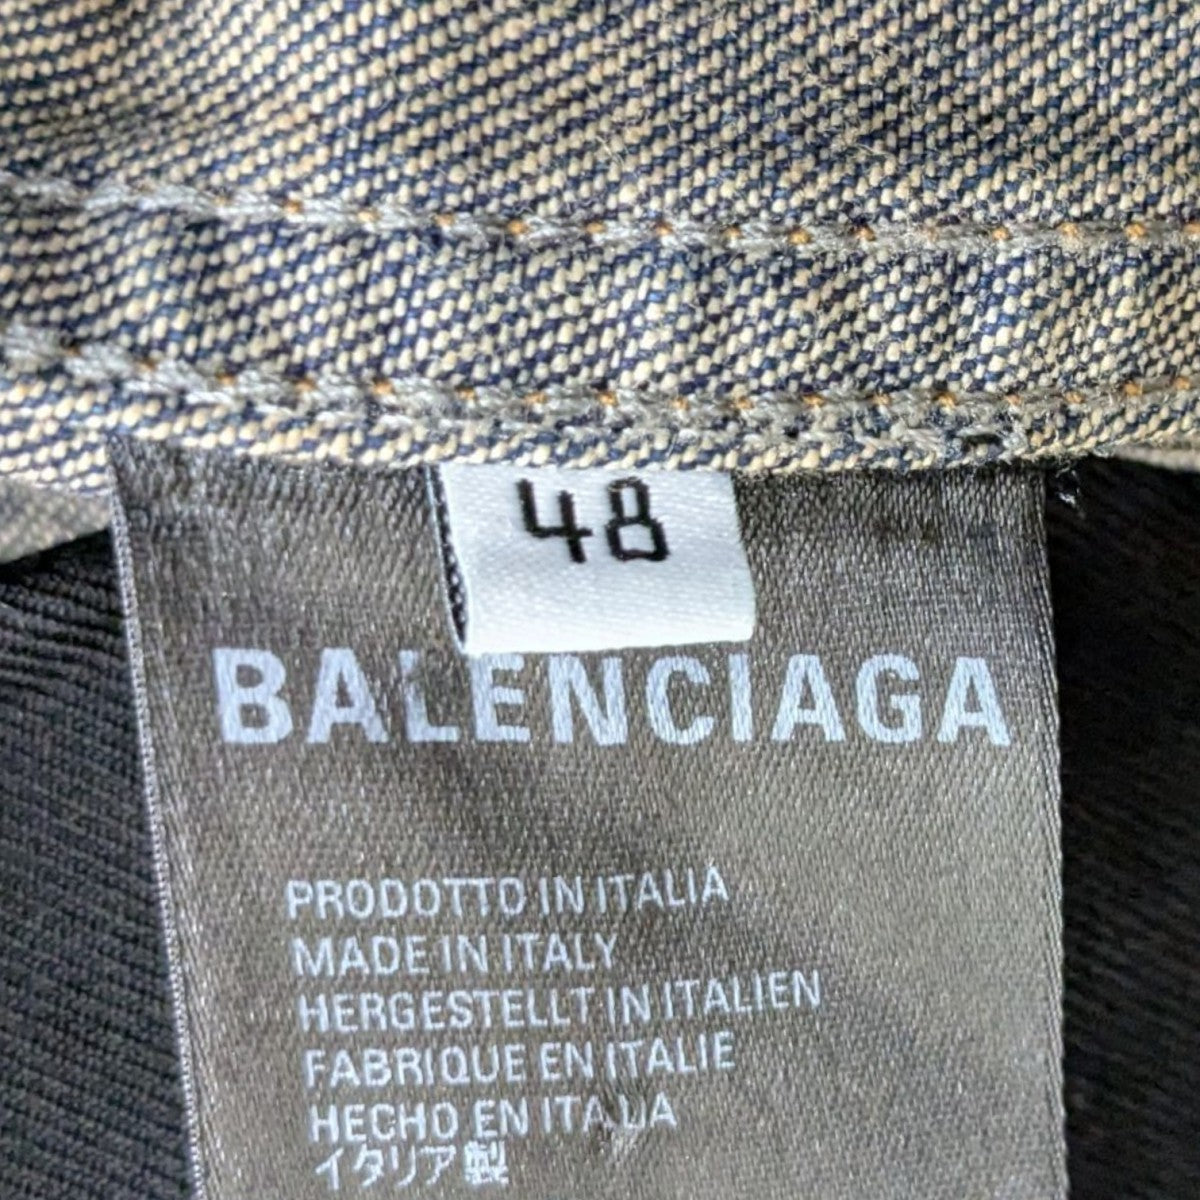 48
BALENCIAGA
PRODOTTO IN ITALIA
MADE IN ITALY
HERGESTELLT IN ITALIEN
FABRIQUE EN ITALIE
HECHO EN ITALIA
イタリア製